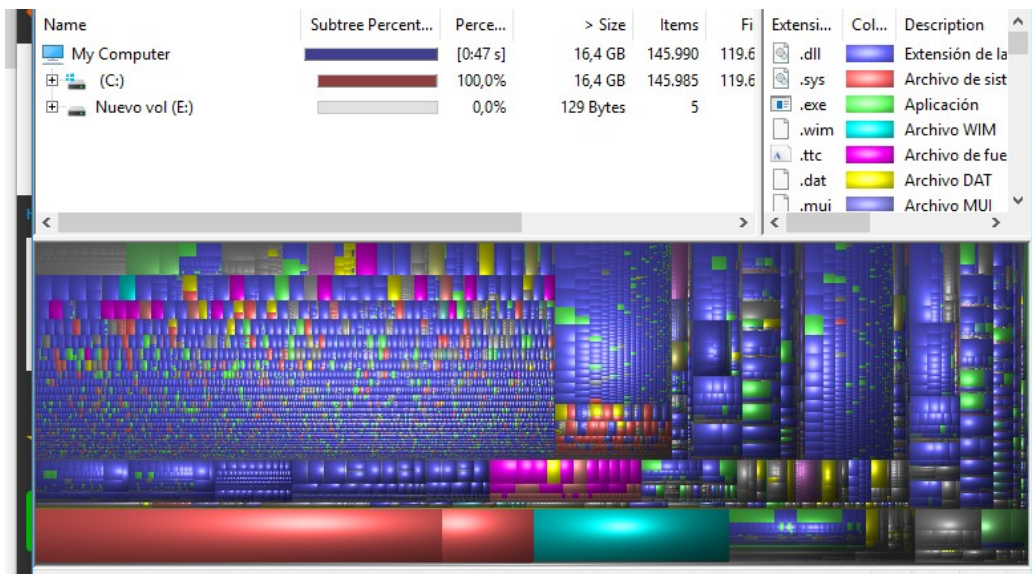 Name Subtree Percent... Perce... > Size Items Fi
My Computer [0:47 s] 16,4 GB 145.990 119.6
(C:) 100,0% 16,4 GB 145.985 119.6
Nuevo vol (E:) 0,0% 129 Bytes 5
Extensi... Col... Description
.dll Extensión de la
.sys Archivo de sist
.exe Aplicación
.wim Archivo WIM
.ttc Archivo de fue
.dat Archivo DAT
.mui Archivo MUI